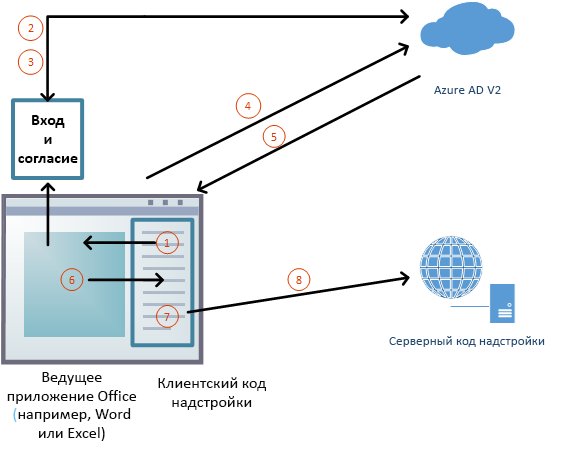 2
3
Azure AD V2
Вход
и
согласие
4
5
1
6
8
7
Серверный код надстройки
Ведущее
приложение Office
(например, Word
или Excel)
Клиентский код
надстройки